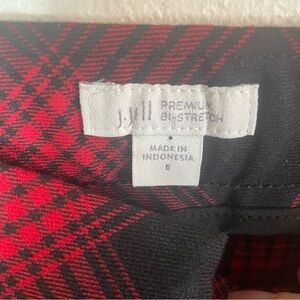 J.Jill PREMIUM
BI-STRETCH
MADE IN
INDONESIA
8